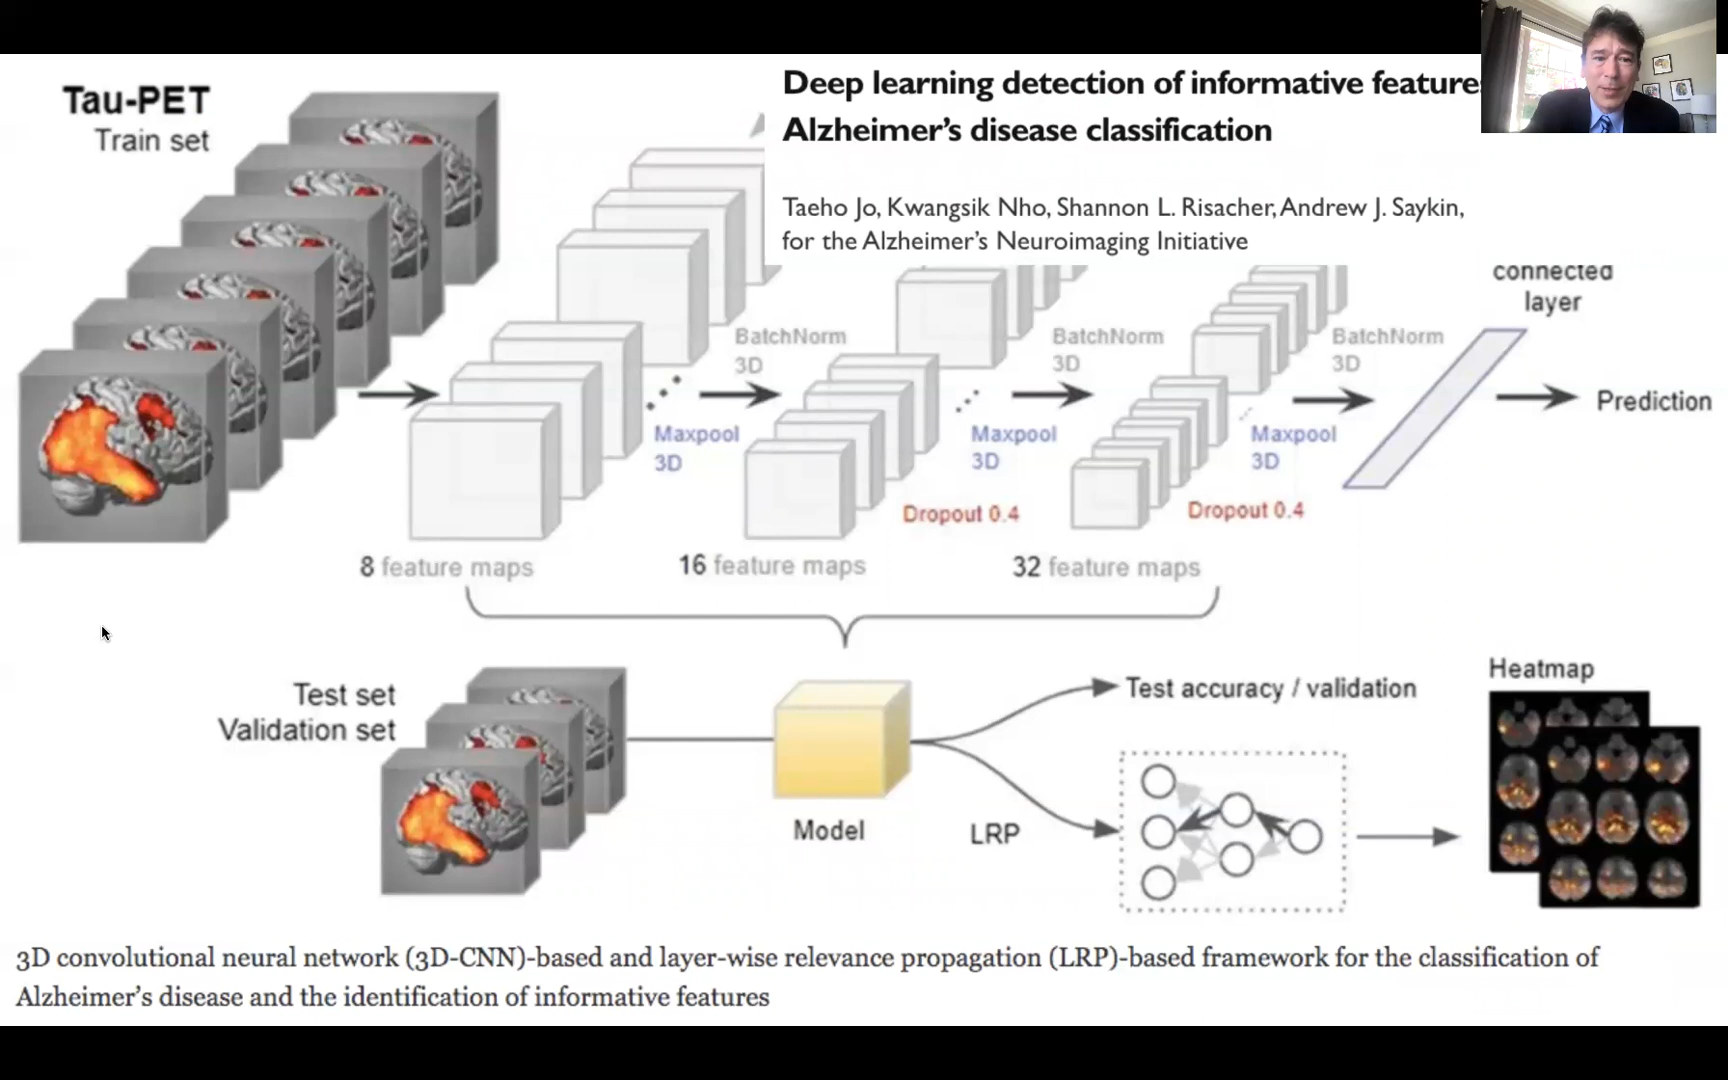 Tau-PET
Train set
Deep learning detection of informative
Alzheimer's disease classification
Taeho Jo, Kwangsik Nho, Shannon L. Risacher, Andrew J. Saykin,
for the Alzheimer's Neuroimaging Initiative
connected
layer
BatchNorm
3D
BatchNorm
3D
BatchNorm
3D
Prediction
Maxpool
3D
Maxpool
3D
Maxpool
3D
Dropout 0.4
Dropout 0.4
8 feature maps
16 feature maps
32 feature maps
Test set
Validation set
Model
LRP
Test accuracy / validation
Heatmap
3D convolutional neural network (3D-CNN)-based and layer-wise relevance propagation (LRP)-based framework for the classification of
Alzheimer's disease and the identification of informative features